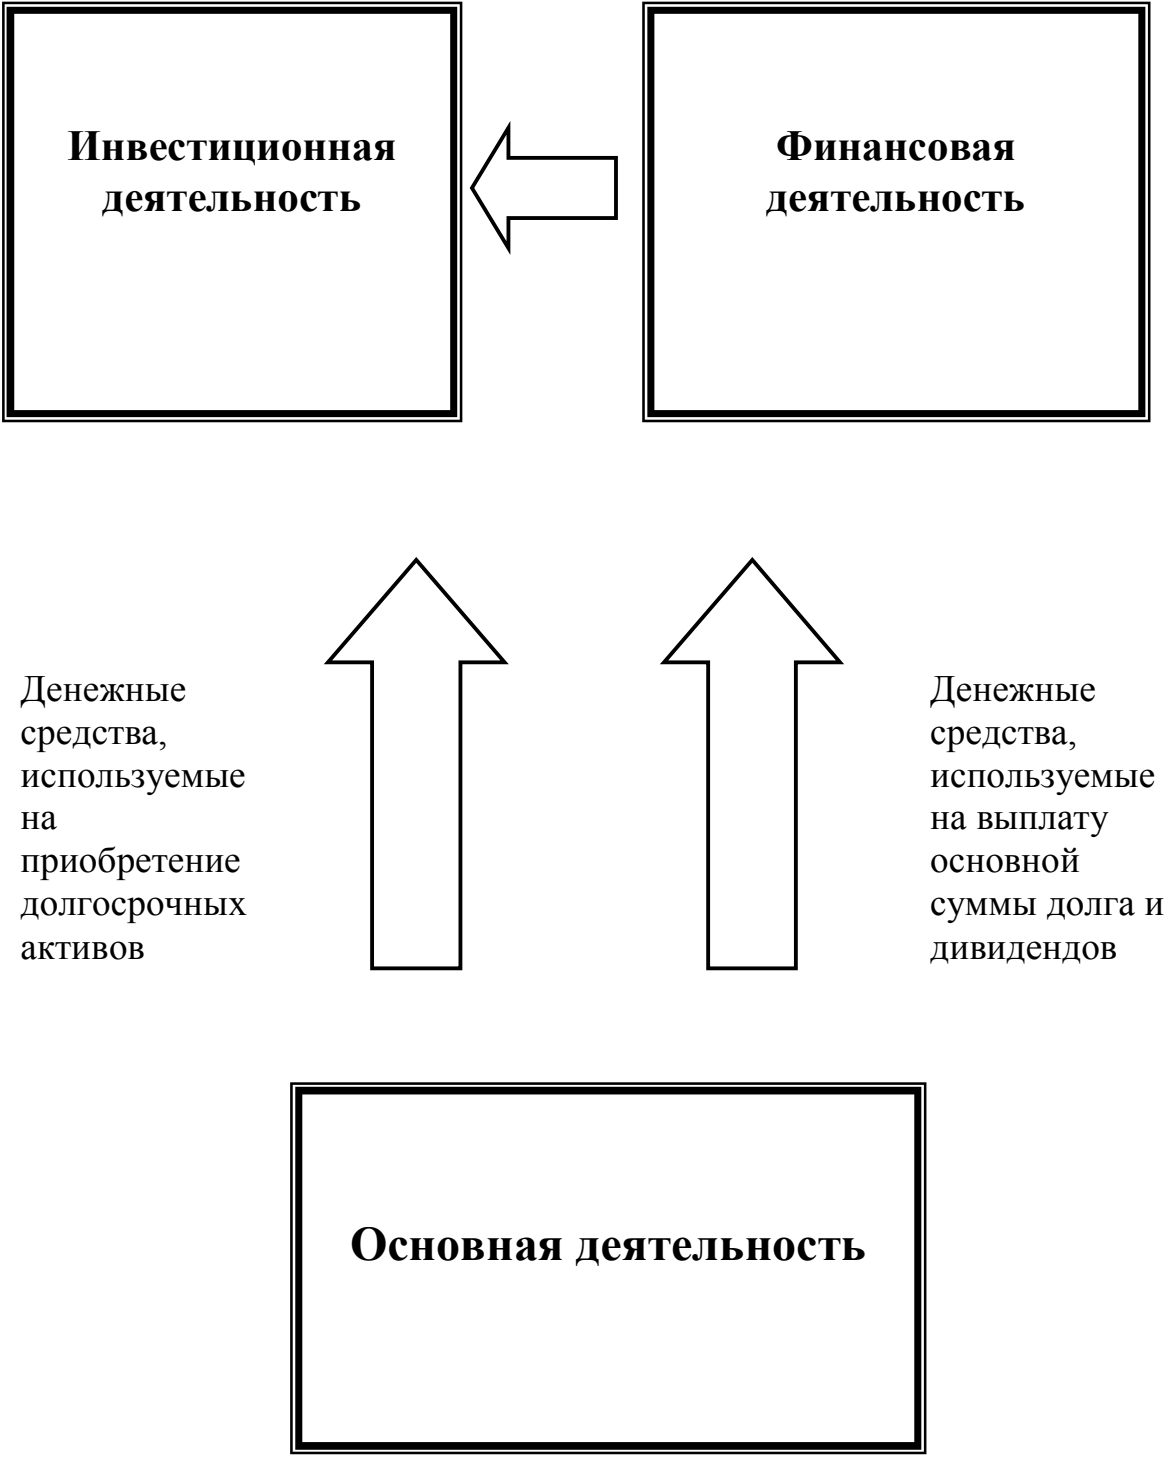 Инвестиционная
деятельность
Финансовая
деятельность
Денежные
средства,
используемые
на
приобретение
долгосрочных
активов
Денежные
средства,
используемые
на выплату
основной
суммы долга и
дивидендов
Основная деятельность